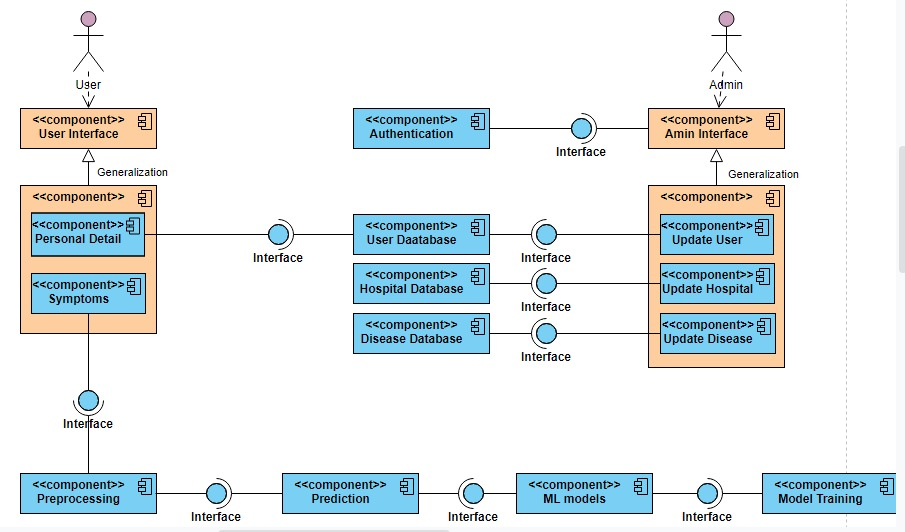 User
Admin
<<component>>
User Interface
<<component>>
Authentication
Interface
<<component>>
Amin Interface
Generalization
Generalization
<<component>>
<<component>>
Personal Detail
<<component>>
Symptoms
Interface
<<component>>
User Daatabase
Interface
<<component>>
Hospital Database
Interface
<<component>>
Disease Database
Interface
<<component>>
<<component>>
Update User
<<component>>
Update Hospital
<<component>>
Update Disease
Interface
<<component>>
Preprocessing
Interface
<<component>>
Prediction
Interface
<<component>>
ML models
Interface
<<component>>
Model Training